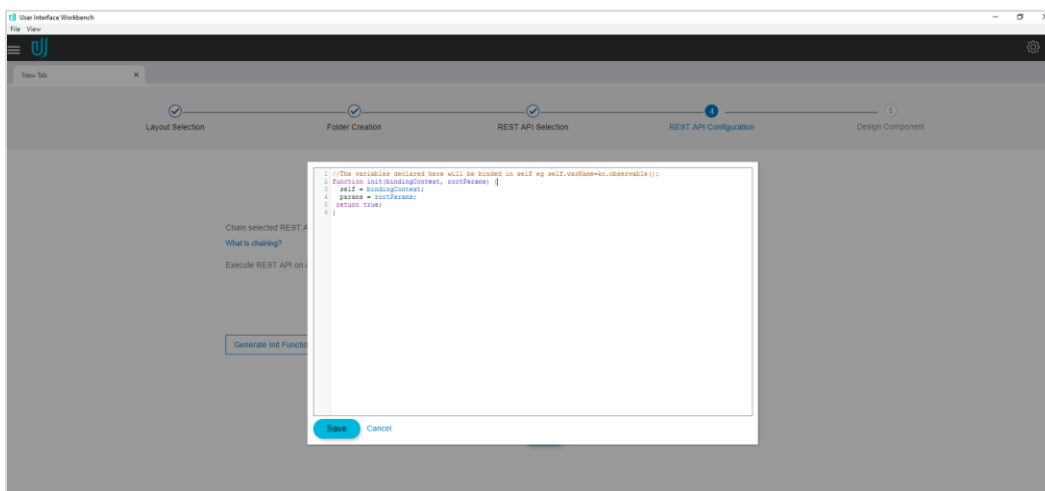 User Interface Workbench
File View
New Tab
4
5
Layout Selection
Folder Creation
REST API Selection
REST API Configuration
Design Component
1 //The variables declared here will be binded in self eg self.varName=ko.observable();
2 function init(bindingContext, rootParams) {
3 self = bindingContext;
4 params = rootParams;
5 return true;
6 }
Chain selected REST A
What is chaining?
Execute REST API on
Generate Init Functio
Save Cancel